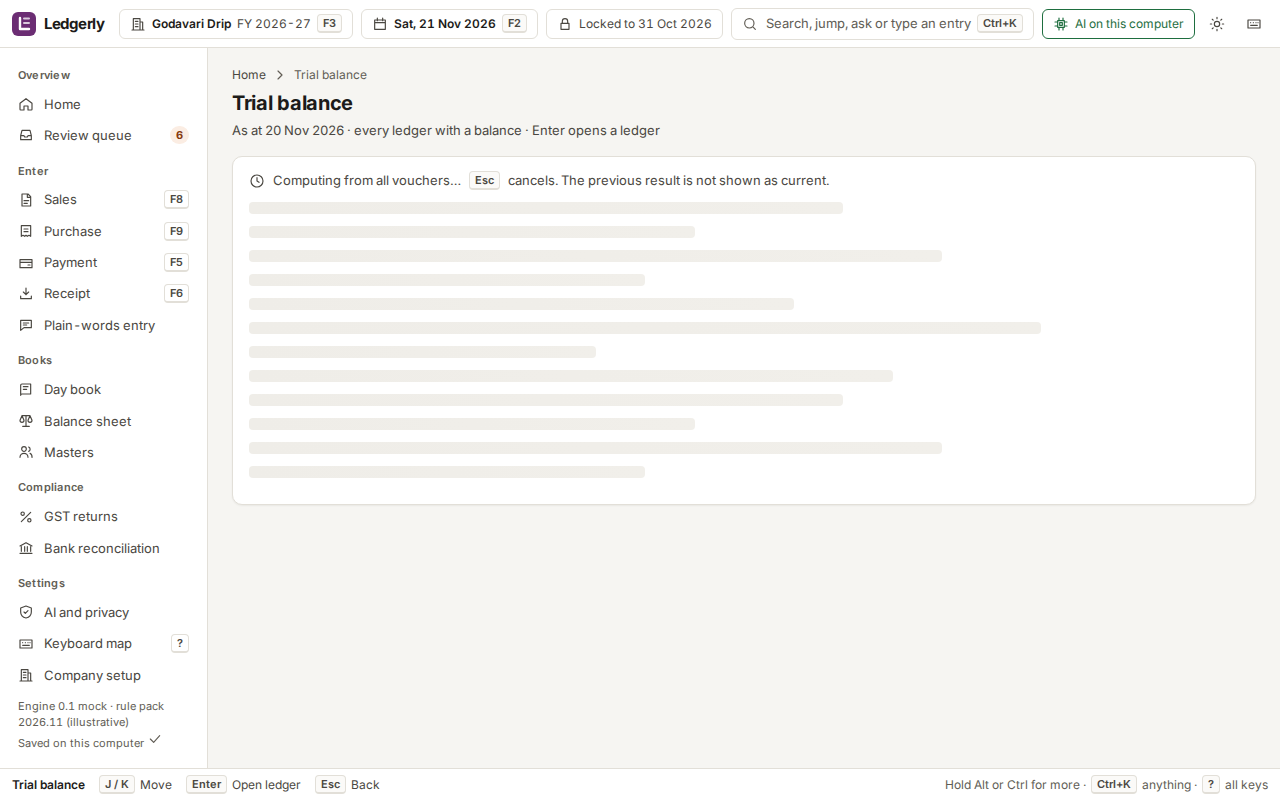 Ledgerly
Godavari Drip FY 2026-27 F3
Sat, 21 Nov 2026 F2
Locked to 31 Oct 2026
Search, jump, ask or type an entry Ctrl+K
AI on this computer
Overview
Home
Review queue 6
Enter
Sales F8
Purchase F9
Payment F5
Receipt F6
Plain-words entry
Books
Day book
Balance sheet
Masters
Compliance
GST returns
Bank reconciliation
Settings
AI and privacy
Keyboard map ?
Company setup
Engine 0.1 mock · rule pack
2026.11 (illustrative)
Saved on this computer
Home Trial balance
Trial balance
As at 20 Nov 2026 · every ledger with a balance · Enter opens a ledger
Computing from all vouchers… Esc cancels. The previous result is not shown as current.
Trial balance J / K Move Enter Open ledger Esc Back
Hold Alt or Ctrl for more · Ctrl+K anything · ? all keys